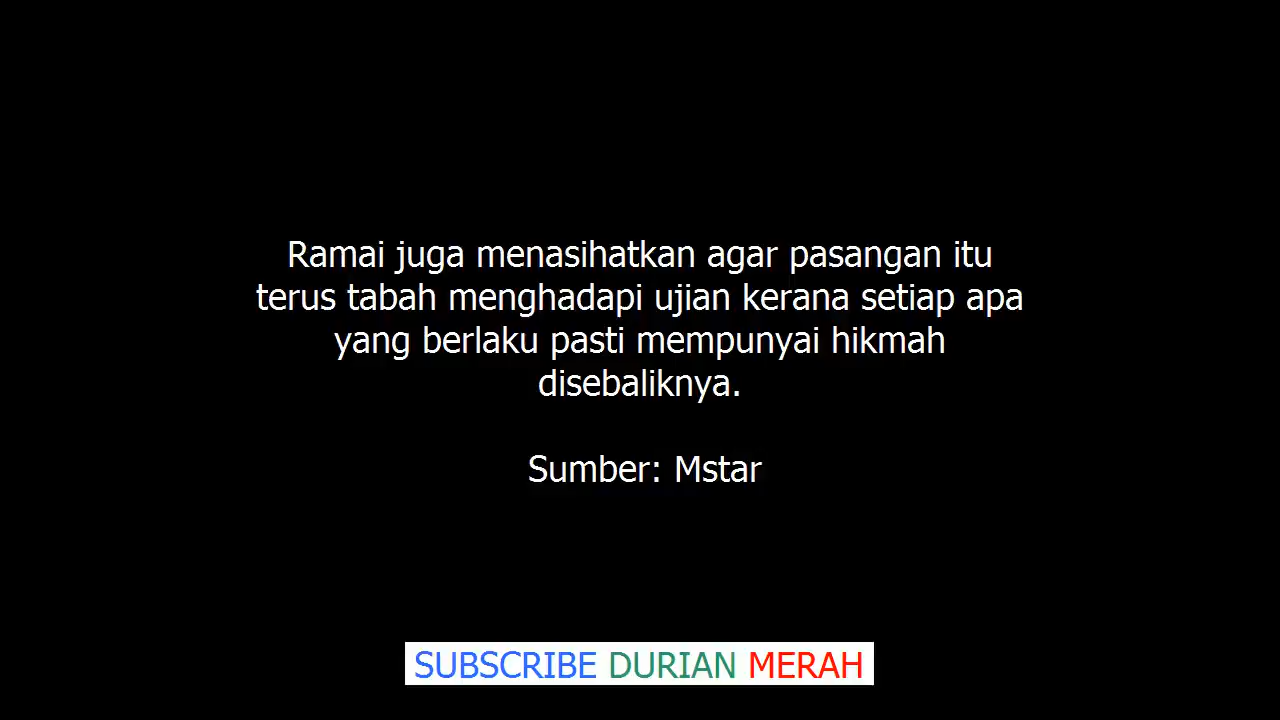 Ramai juga menasihatkan agar pasangan itu
terus tabah menghadapi ujian kerana setiap apa
yang berlaku pasti mempunyai hikmah
disebaliknya.
Sumber: Mstar
SUBSCRIBE DURIAN MERAH